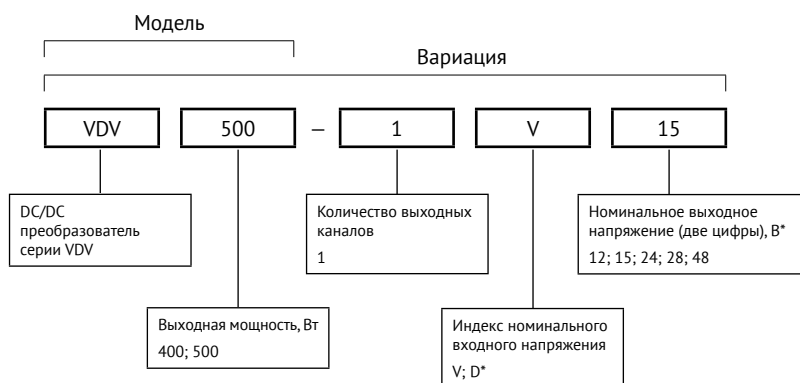 Модель
Вариация
VDV 500 – 1 V 15
DC/DC
преобразователь
серии VDV
Количество выходных
каналов
1
Номинальное выходное
напряжение (две цифры), В*
12; 15; 24; 28; 48
Выходная мощность, Вт
400; 500
Индекс номинального
входного напряжения
V; D*